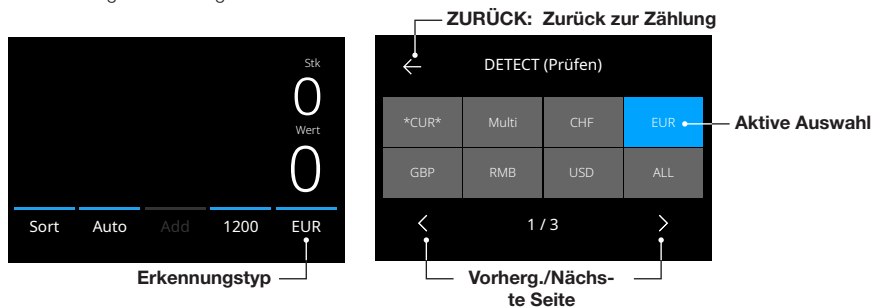 ZURÜCK: Zurück zur Zählung
Stk
0
Wert
0
Sort Auto Add 1200 EUR
Erkennungstyp
DETECT (Prüfen)
*CUR* Multi CHF EUR
Aktive Auswahl
GBP RMB USD ALL
1 / 3
Vorherg./Nächs-
te Seite